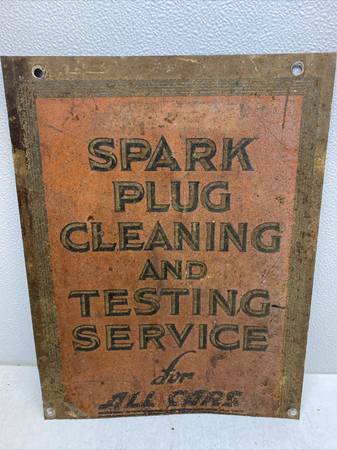 SPARK
PLUG
CLEANING
AND
TESTING
SERVICE
for
ALL CARS